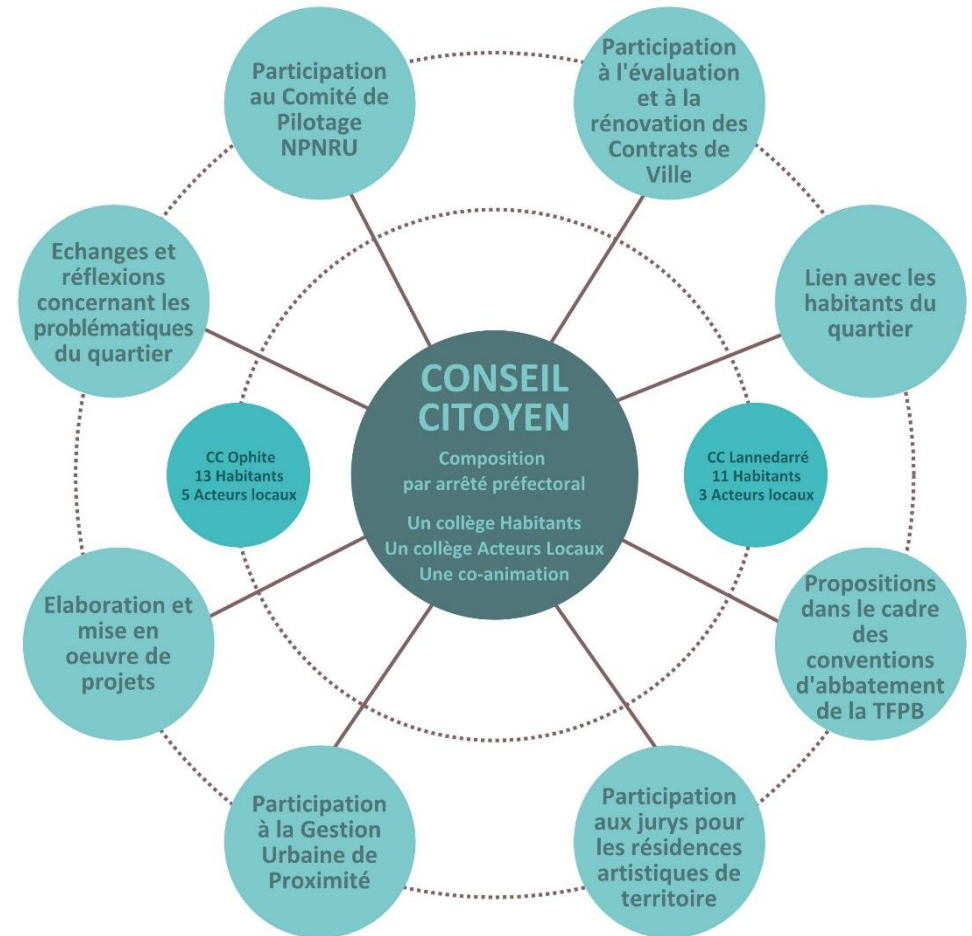 Participation
au Comité de
Pilotage
NPNRU
Participation
à l'évaluation
et à la
rénovation des
Contrats de
Ville
Echanges et
réflexions
concernant les
problématiques
du quartier
Lien avec les
habitants du
quartier
CONSEIL
CITOYEN
Composition
par arrêté préfectoral
Un collège Habitants
Un collège Acteurs Locaux
Une co-animation
CC Ophite
13 Habitants
5 Acteurs locaux
CC Lannedarré
11 Habitants
3 Acteurs locaux
Elaboration et
mise en
oeuvre de
projets
Propositions
dans le cadre
des
conventions
d'abbatement
de la TFPB
Participation
à la Gestion
Urbaine de
Proximité
Participation
aux jurys pour
les résidences
artistiques de
territoire